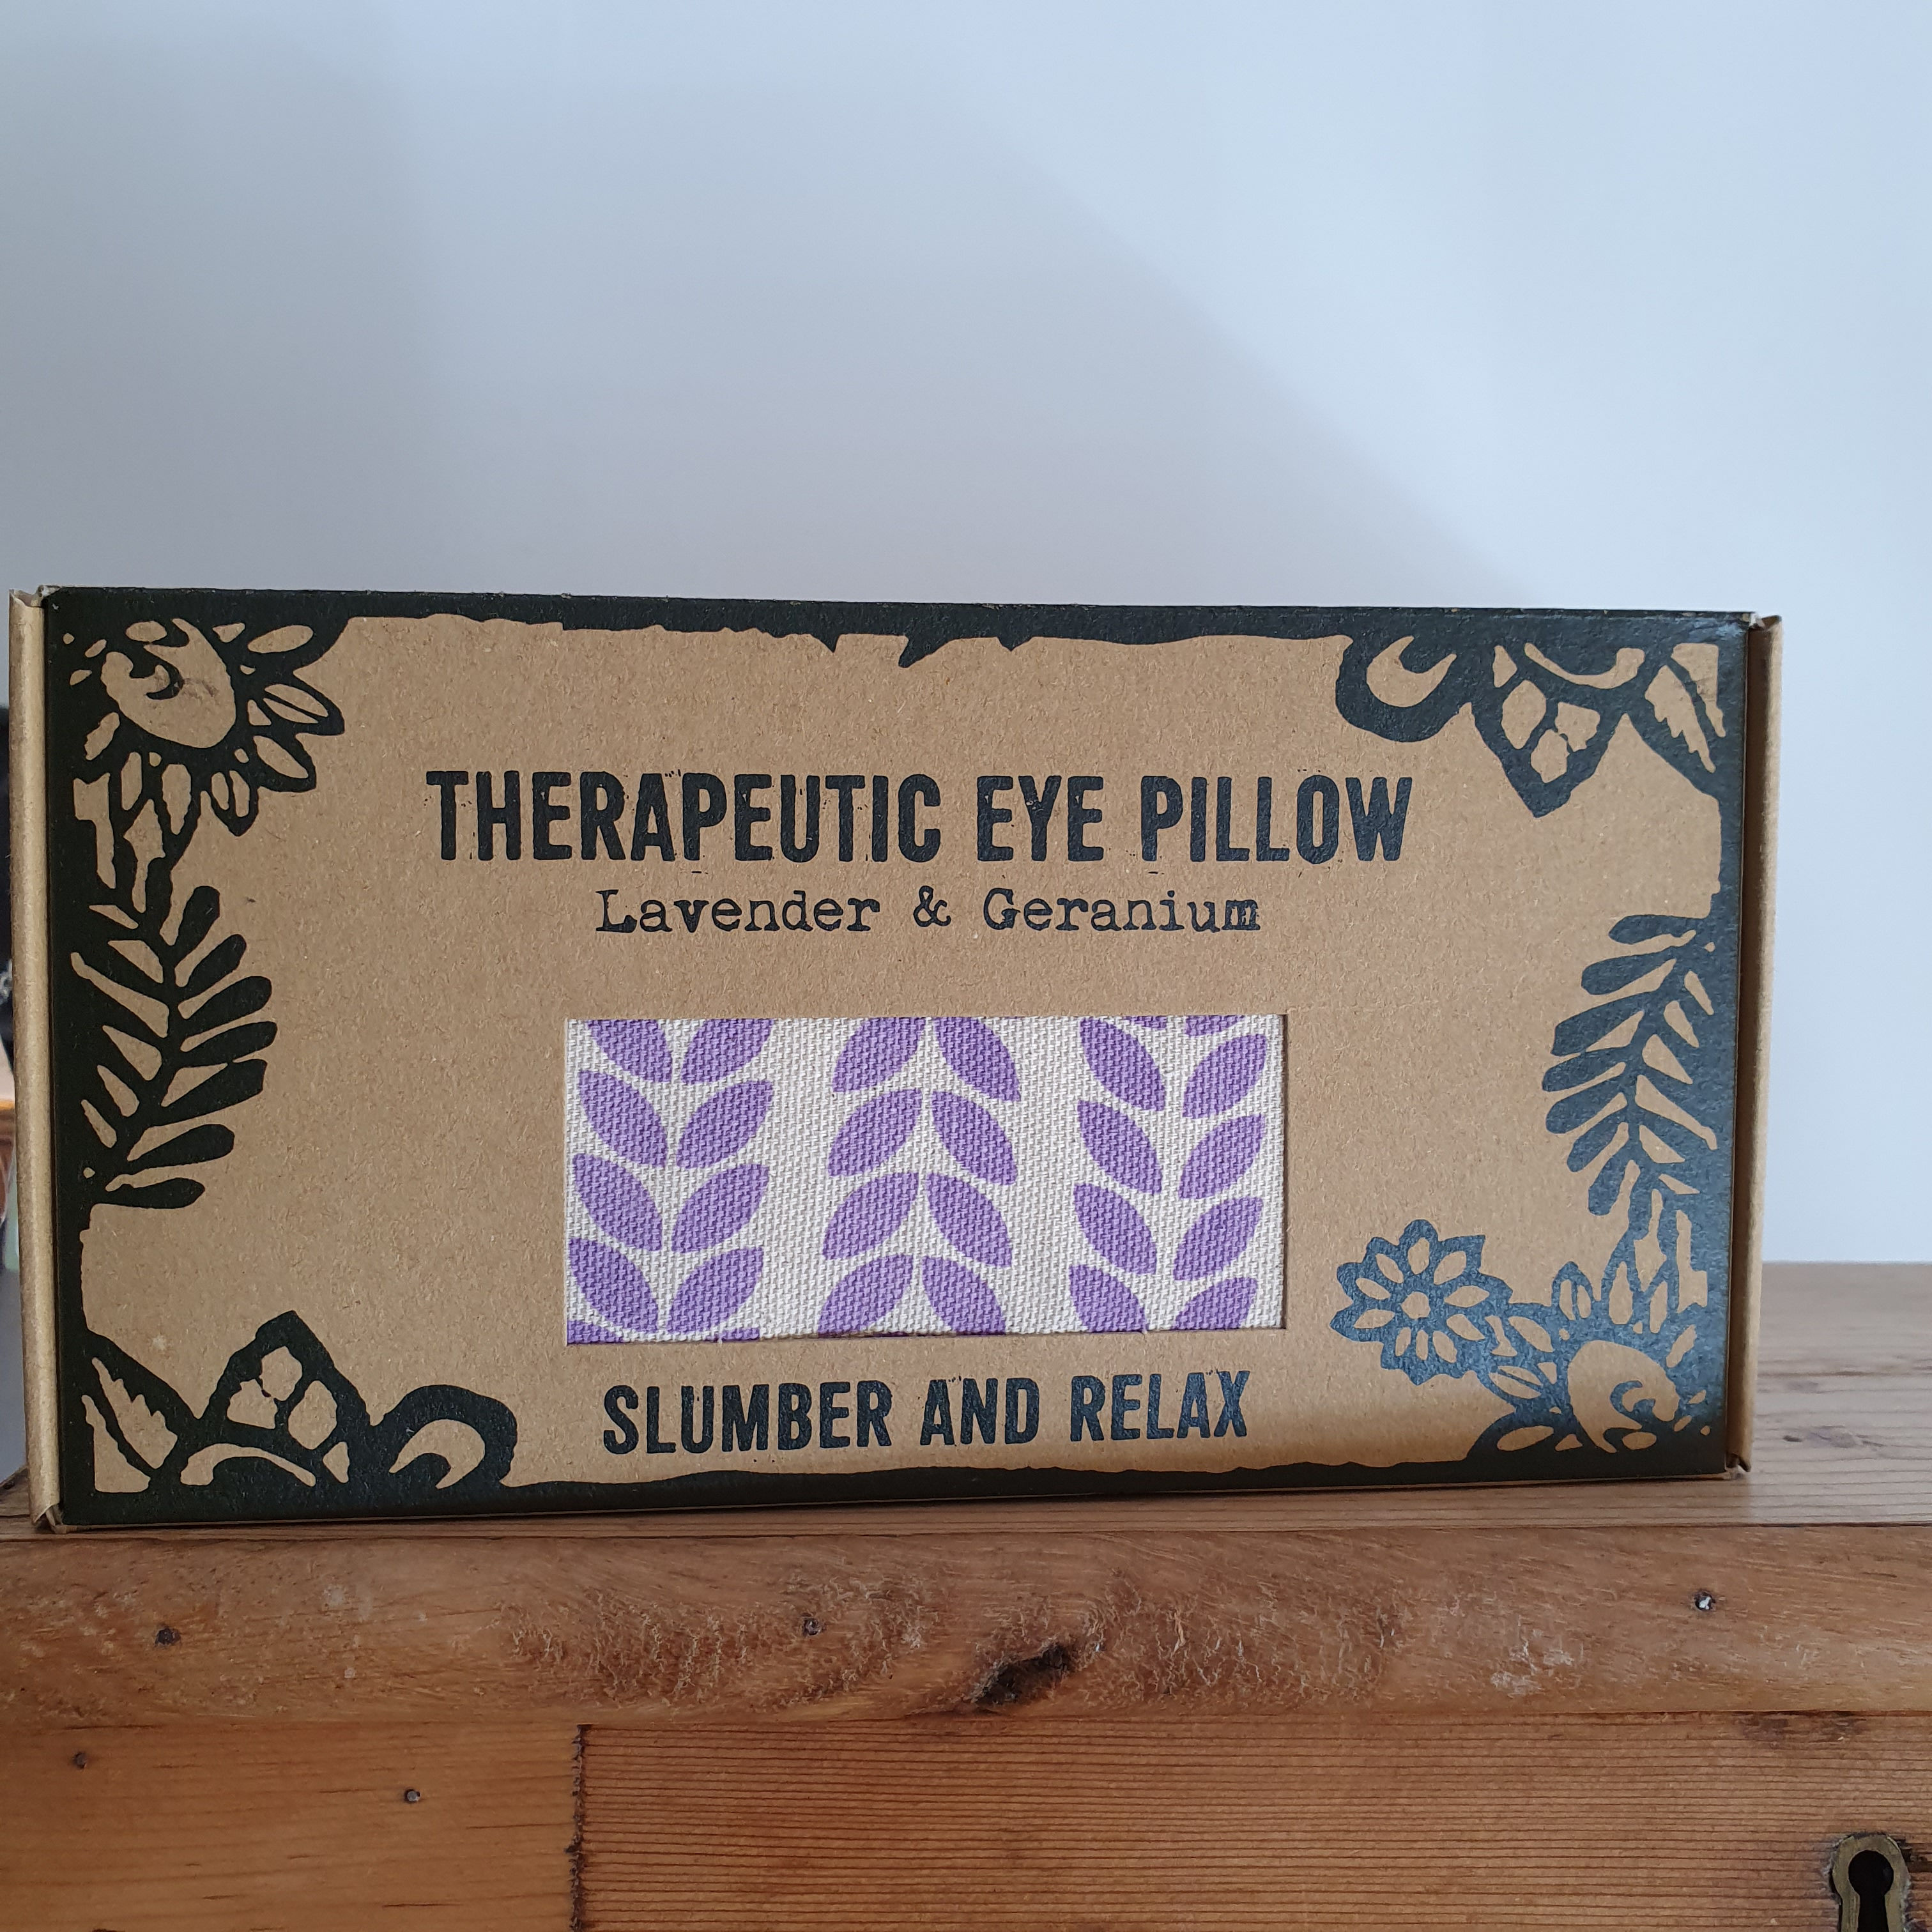 THERAPEUTIC EYE PILLOW
Lavender & Geranium
SLUMBER AND RELAX